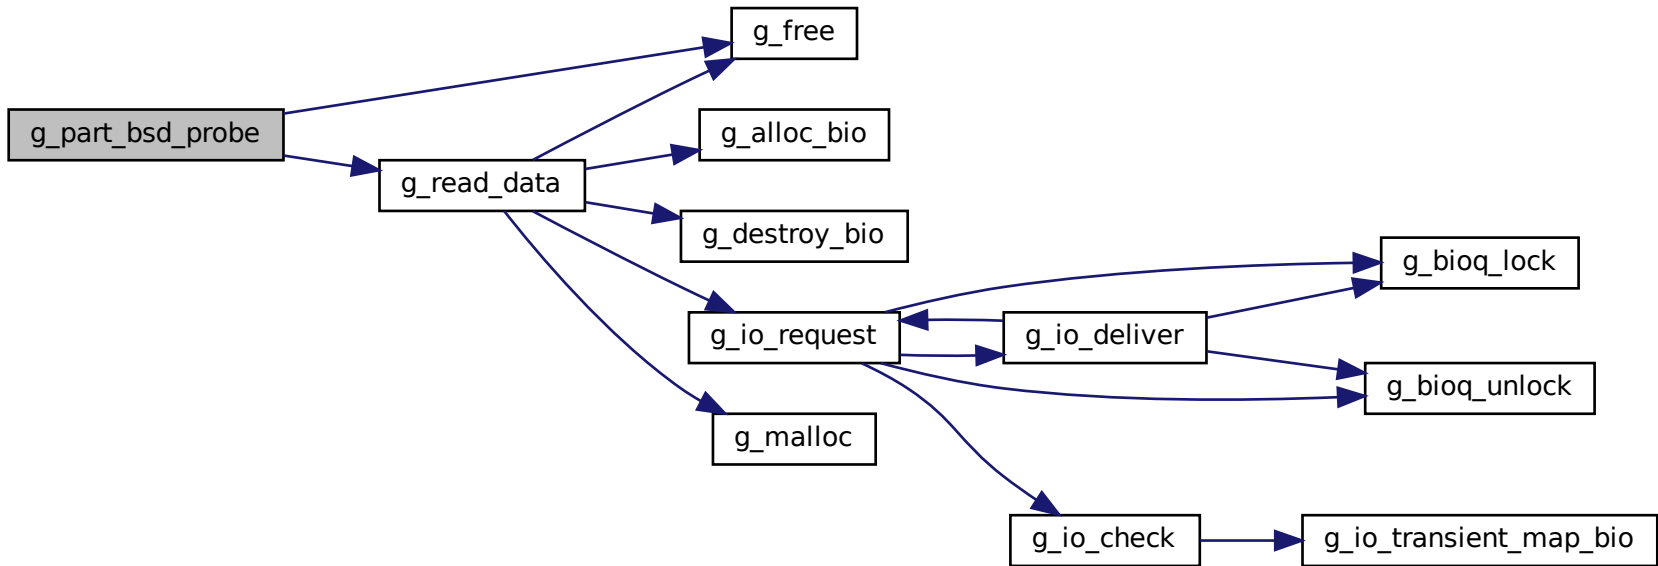 g_free
g_part_bsd_probe
g_alloc_bio
g_read_data
g_destroy_bio
g_bioq_lock
g_io_request
g_io_deliver
g_bioq_unlock
g_malloc
g_io_check
g_io_transient_map_bio